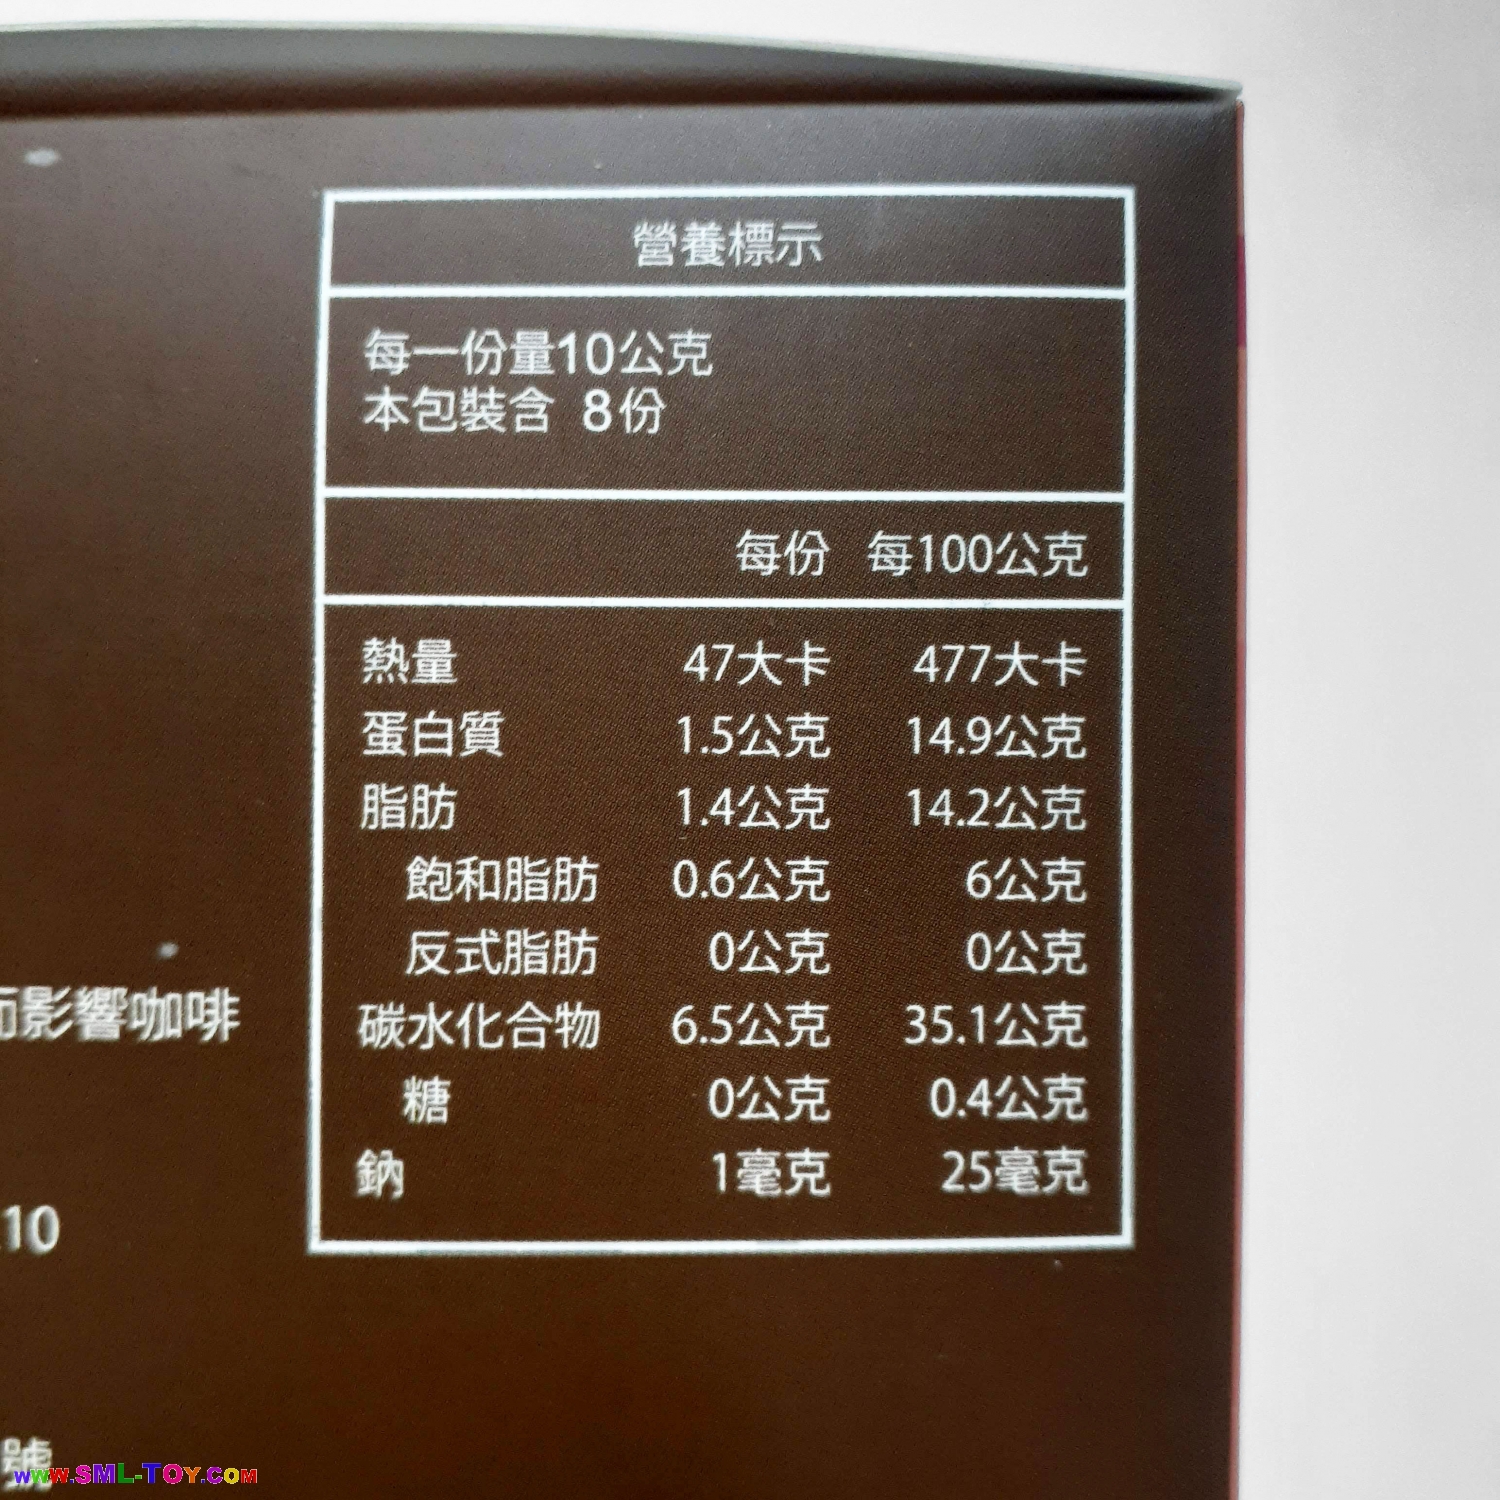 營養標示
每一份量10公克
本包裝含 8份
每份 每100公克
熱量 47大卡 477大卡
蛋白質 1.5公克 14.9公克
脂肪 1.4公克 14.2公克
飽和脂肪 0.6公克 6公克
反式脂肪 0公克 0公克
碳水化合物 6.5公克 35.1公克
糖 0公克 0.4公克
鈉 1毫克 25毫克
影響咖啡
10
號
www.SML-TOY.COM